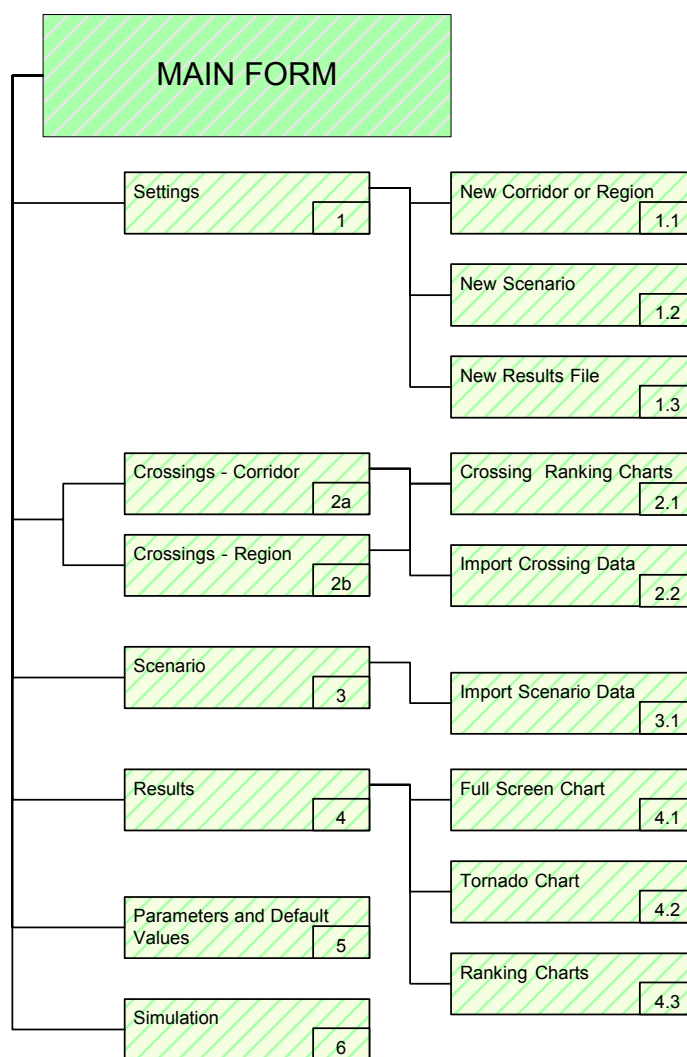 MAIN FORM
Settings
1
New Corridor or Region
1.1
New Scenario
1.2
New Results File
1.3
Crossings - Corridor
2a
Crossings - Region
2b
Crossing Ranking Charts
2.1
Import Crossing Data
2.2
Scenario
3
Import Scenario Data
3.1
Results
4
Full Screen Chart
4.1
Tornado Chart
4.2
Ranking Charts
4.3
Parameters and Default
Values
5
Simulation
6